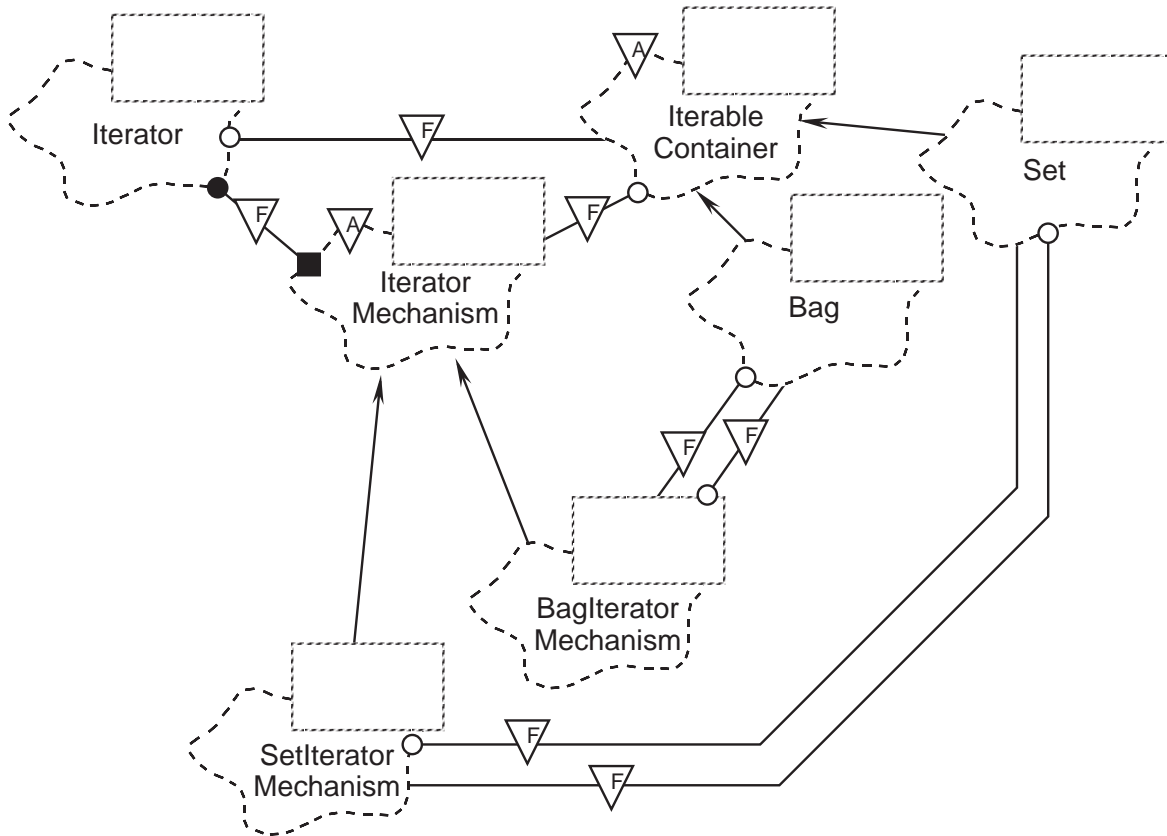 A
Iterator
F
Iterable
Container
Set
F
A
F
Iterator
Mechanism
Bag
F
F
BagIterator
Mechanism
F
SetIterator
Mechanism
F